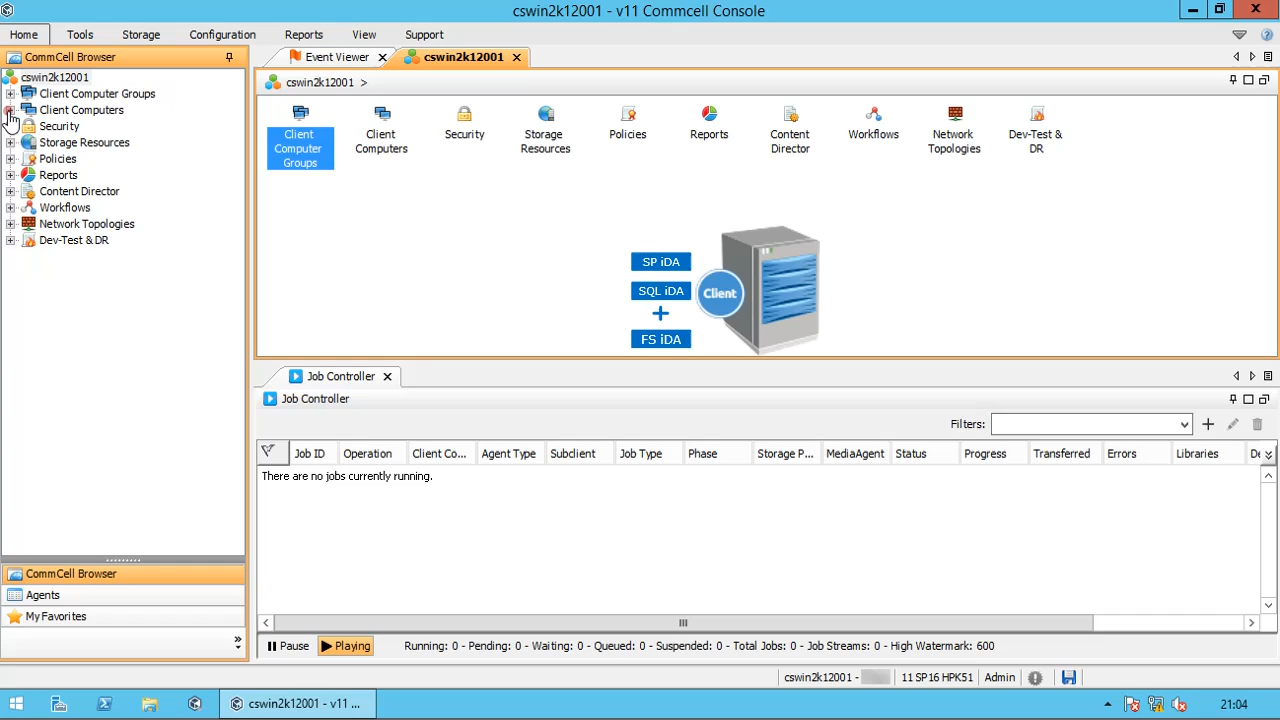 cswin2k12001 - v11 Commcell Console
Home Tools Storage Configuration Reports View Support
CommCell Browser
cswin2k12001
Client Computer Groups
Client Computers
Security
Storage Resources
Policies
Reports
Content Director
Workflows
Network Topologies
Dev-Test & DR
CommCell Browser
Agents
My Favorites
Event Viewer cswin2k12001
cswin2k12001 >
Client Computer Groups
Client Computers
Security
Storage Resources
Policies
Reports
Content Director
Workflows
Network Topologies
Dev-Test & DR
SP iDA
SQL iDA
Client
FS iDA
Job Controller
Job Controller
Filters:
Job ID Operation Client Co... Agent Type Subclient Job Type Phase Storage P... MediaAgent Status Progress Transferred Errors Libraries De
There are no jobs currently running.
Pause Playing Running: 0 - Pending: 0 - Waiting: 0 - Queued: 0 - Suspended: 0 - Total Jobs: 0 - Job Streams: 0 - High Watermark: 600
cswin2k12001 - 11 SP16 HPK51 Admin
cswin2k12001 - v11 ... 21:04